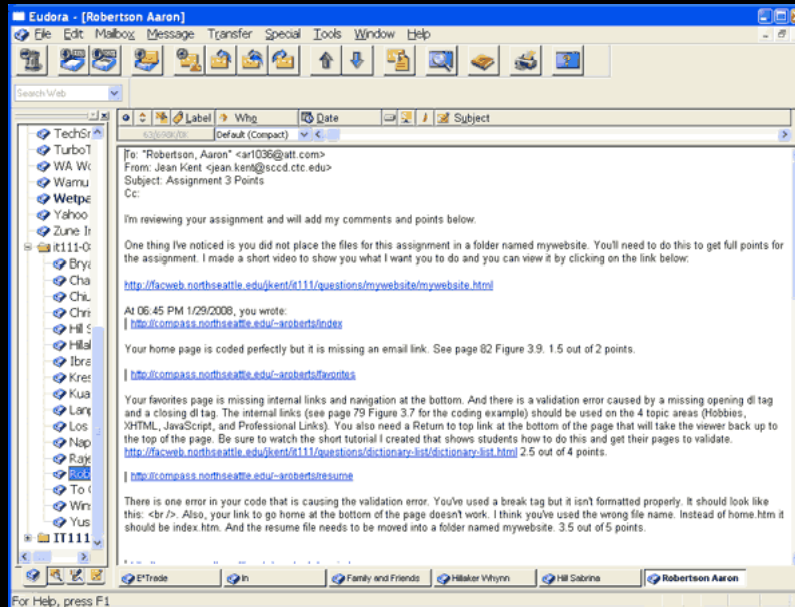 Eudora - [Robertson Aaron]
File Edit Mailbox Message Transfer Special Tools Window Help
Search Web
Label Who Date Subject
63/690K/0K Default (Compact)
TechSr
TurboT
WA Wo
Wamu
Wetpa
Yahoo
Zune In
it111-0
Brya
Cha
Chiu
Chri
Hill S
Hillal
Ibra
Kres
Kua
Lanp
Los
Nap
Raje
Rob
To
Win
Yus
IT111
To: "Robertson, Aaron" <ar1036@att.com>
From: Jean Kent <jean.kent@sccd.ctc.edu>
Subject: Assignment 3 Points
Cc:
I'm reviewing your assignment and will add my comments and points below.
One thing I've noticed is you did not place the files for this assignment in a folder named mywebsite. You'll need to do this to get full points for
the assignment. I made a short video to show you what I want you to do and you can view it by clicking on the link below:
http://facweb.northseattle.edu/jkent/it111/questions/mywebsite/mywebsite.html
At 06:45 PM 1/29/2008, you wrote:
http://compass.northseattle.edu/~aroberts/index
Your home page is coded perfectly but it is missing an email link. See page 82 Figure 3.9. 1.5 out of 2 points.
http://compass.northseattle.edu/~aroberts/favorites
Your favorites page is missing internal links and navigation at the bottom. And there is a validation error caused by a missing opening dl tag
and a closing dl tag. The internal links (see page 79 Figure 3.7 for the coding example) should be used on the 4 topic areas (Hobbies,
XHTML, JavaScript, and Professional Links). You also need a Return to top link at the bottom of the page that will take the viewer back up to
the top of the page. Be sure to watch the short tutorial I created that shows students how to do this and get their pages to validate.
http://facweb.northseattle.edu/jkent/it111/questions/dictionary-list/dictionary-list.html 2.5 out of 4 points.
http://compass.northseattle.edu/~aroberts/resume
There is one error in your code that is causing the validation error. You've used a break tag but it isn't formatted properly. It should look like
this: <br />. Also, your link to go home at the bottom of the page doesn't work. I think you've used the wrong file name. Instead of home.htm it
should be index.htm. And the resume file needs to be moved into a folder named mywebsite. 3.5 out of 5 points.
E*Trade In Family and Friends Hillaker Whynn Hill Sabrina Robertson Aaron
For Help, press F1